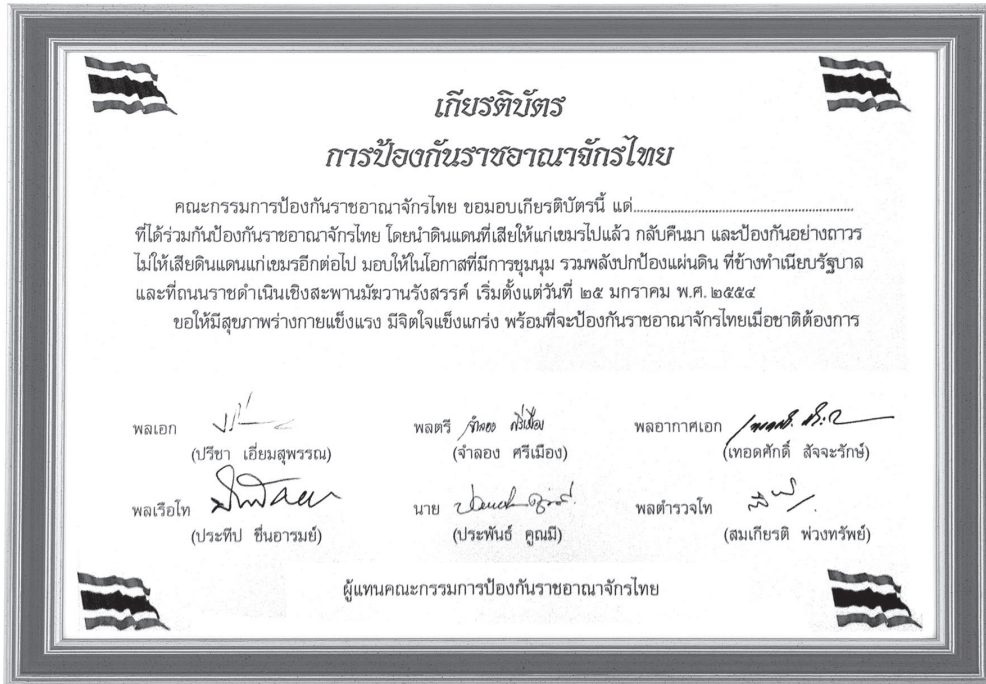 เกียรติบัตร
การป้องกันราชอาณาจักรไทย
คณะกรรมการป้องกันราชอาณาจักรไทย ขอมอบเกียรติบัตรนี้ แด่......................................................
ที่ได้ร่วมกันป้องกันราชอาณาจักรไทย โดยนำดินแดนที่เสียให้แก่เขมรไปแล้ว กลับคืนมา และป้องกันอย่างถาวร
ไม่ให้เสียดินแดนแก่เขมรอีกต่อไป มอบให้ในโอกาสที่มีการชุมนุม รวมพลังปกป้องแผ่นดิน ที่ข้างทำเนียบรัฐบาล
และที่ถนนราชดำเนินเชิงสะพานมัฆวานรังสรรค์ เริ่มตั้งแต่วันที่ ๒๕ มกราคม พ.ศ. ๒๕๕๔
ขอให้มีสุขภาพร่างกายแข็งแรง มีจิตใจแข็งแกร่ง พร้อมที่จะป้องกันราชอาณาจักรไทยเมื่อชาติต้องการ
พลเอก พลตรี จำลอง ศรีเมือง พลอากาศเอก
(ปรีชา เอี่ยมสุพรรณ) (จำลอง ศรีเมือง) (เทอดศักดิ์ สัจจะรักษ์)
พลเรือโท นาย พลตำรวจโท
(ประทีป ชื่นอารมย์) (ประพันธ์ คูณมี) (สมเกียรติ พ่วงทรัพย์)
ผู้แทนคณะกรรมการป้องกันราชอาณาจักรไทย